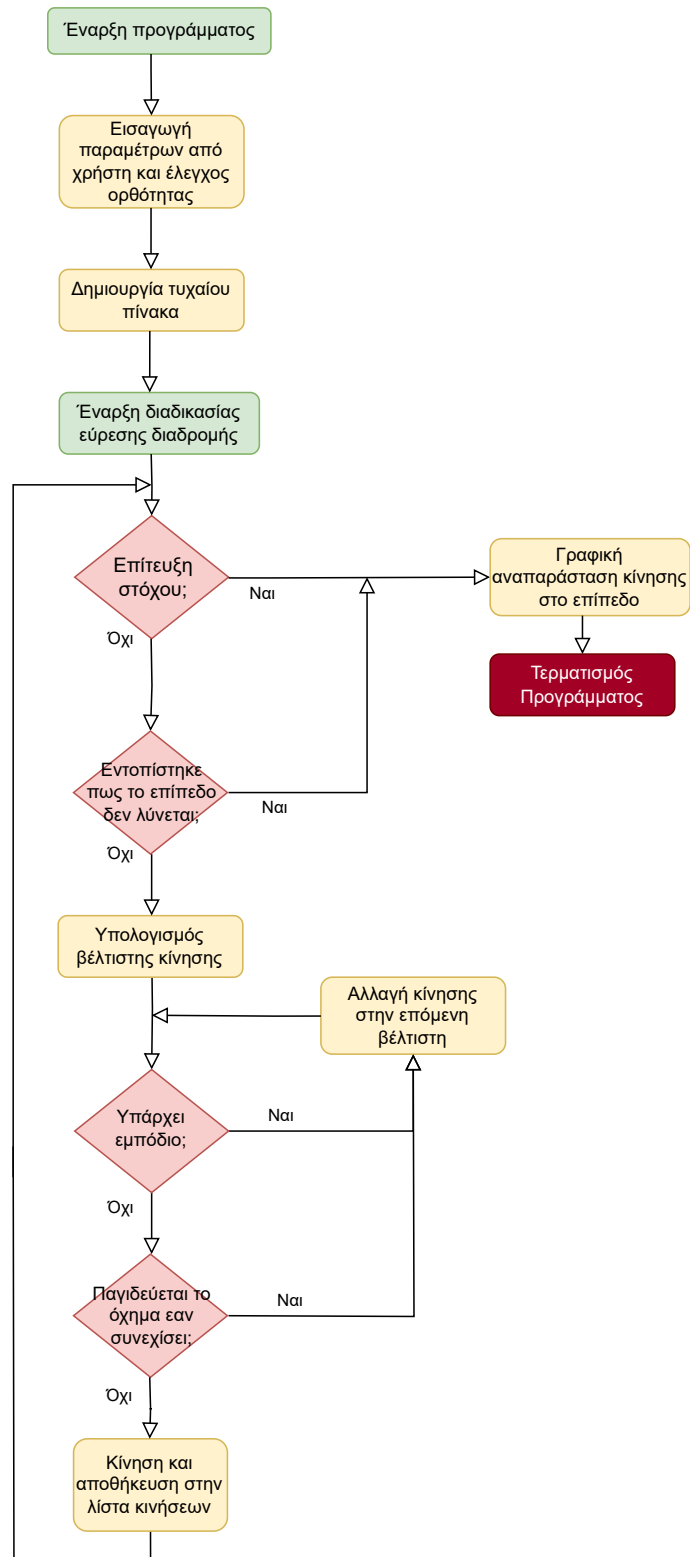 Έναρξη προγράμματος
Εισαγωγή
παραμέτρων από
χρήστη και έλεγχος
ορθότητας
Δημιουργία τυχαίου
πίνακα
Έναρξη διαδικασίας
εύρεσης διαδρομής
Επίτευξη
στόχου;
Ναι
Όχι
Γραφική
αναπαράσταση κίνησης
στο επίπεδο
Τερματισμός
Προγράμματος
Εντοπίστηκε
πως το επίπεδο
δεν λύνεται;
Ναι
Όχι
Υπολογισμός
βέλτιστης κίνησης
Αλλαγή κίνησης
στην επόμενη
βέλτιστη
Υπάρχει
εμπόδιο;
Ναι
Όχι
Παγιδεύεται το
όχημα εαν
συνεχίσει;
Ναι
Όχι
Κίνηση και
αποθήκευση στην
λίστα κινήσεων